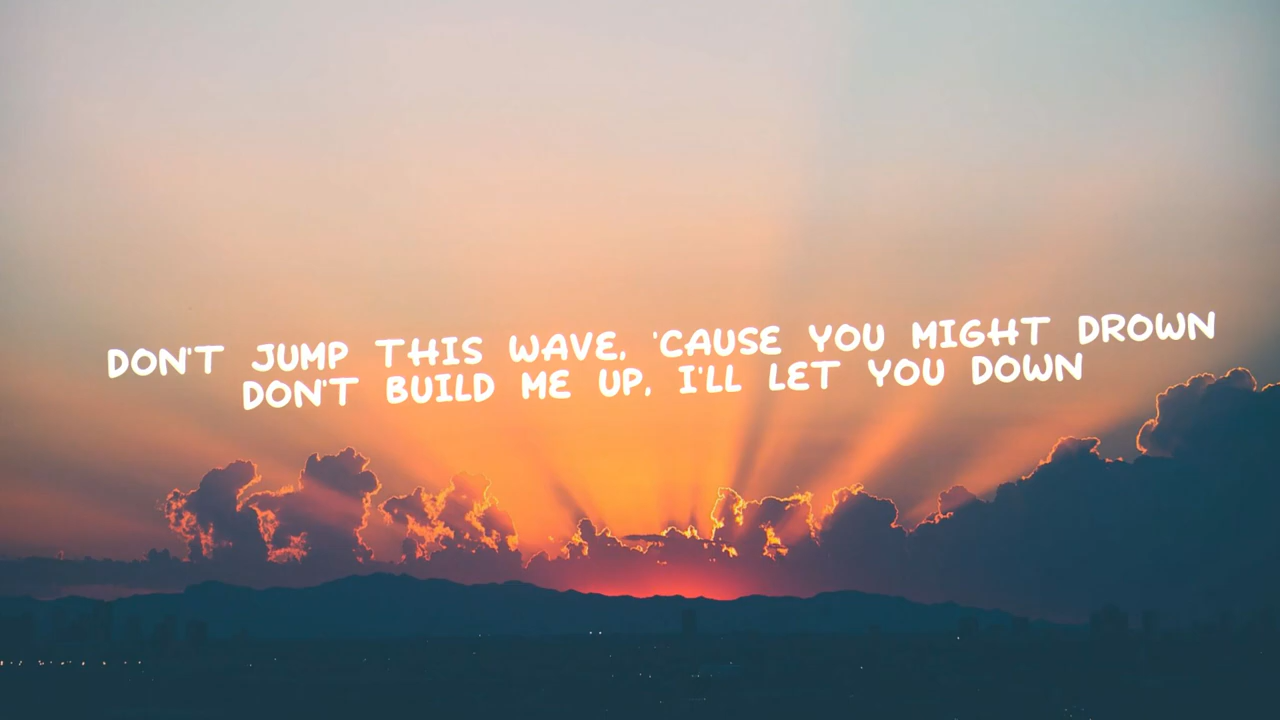 DON'T JUMP THIS WAVE, 'CAUSE YOU MIGHT DROWN
DON'T BUILD ME UP, I'LL LET YOU DOWN